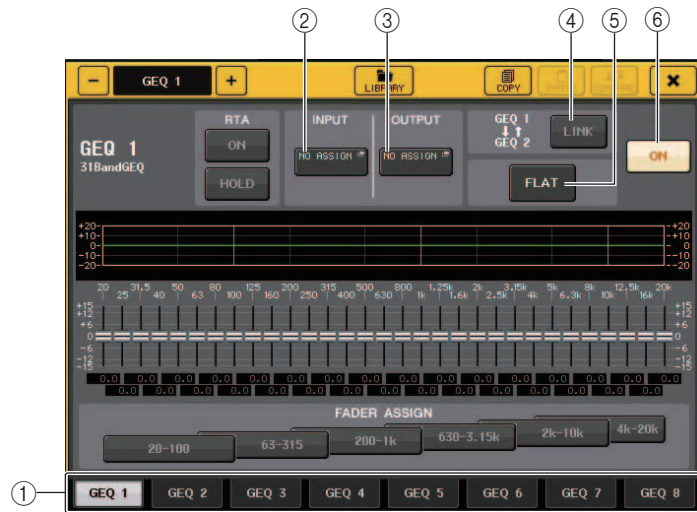 ② ③ ④ ⑤ ⑥
− GEQ 1 + LIBRARY COPY ×
GEQ 1
31BandGEQ
RTA
ON
HOLD
INPUT OUTPUT
NO ASSIGN NO ASSIGN
GEQ 1
GEQ 2
LINK
FLAT
ON
+20 +20
+10 +10
0 0
-10 -10
-20 -20
20 31.5 50 80 125 200 315 500 800 1.25k 2k 3.15k 5k 8k 12.5k 20k
25 40 63 100 160 250 400 630 1k 1.6k 2.5k 4k 6.3k 10k 16k
+15 +15
+12 +12
+6 +6
0 0
-6 -6
-12 -12
-15 -15
0.0 0.0 0.0 0.0 0.0 0.0 0.0 0.0 0.0 0.0 0.0 0.0 0.0 0.0 0.0 0.0
0.0 0.0 0.0 0.0 0.0 0.0 0.0 0.0 0.0 0.0 0.0 0.0 0.0 0.0 0.0
FADER ASSIGN
20-100 63-315 200-1k 630-3.15k 2k-10k 4k-20k
① GEQ 1 GEQ 2 GEQ 3 GEQ 4 GEQ 5 GEQ 6 GEQ 7 GEQ 8